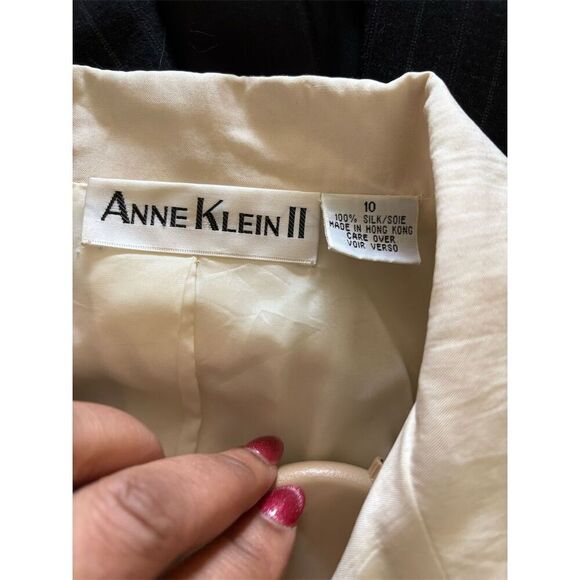 ANNE KLEIN II
10
100% SILK/SOIE
MADE IN HONG KONG
CARE OVER
VOIR VERSO